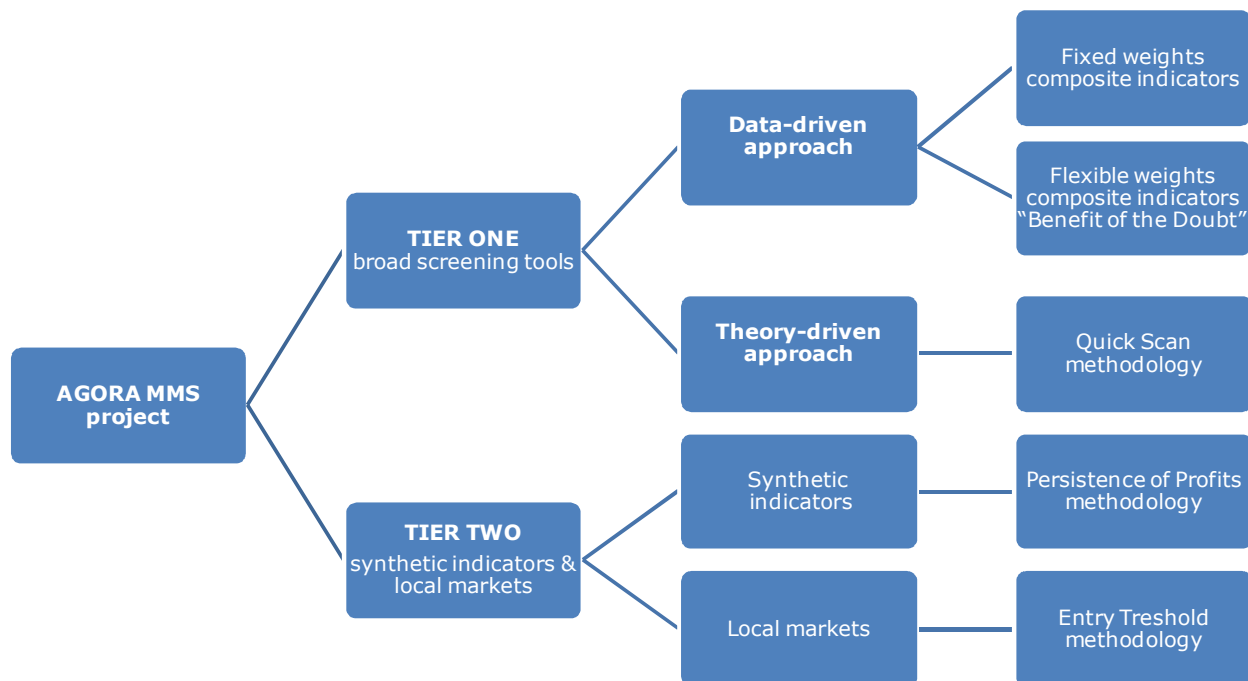 AGORA MMS
project
TIER ONE
broad screening tools
Data-driven
approach
Fixed weights
composite indicators
Flexible weights
composite indicators
“Benefit of the Doubt”
Theory-driven
approach
Quick Scan
methodology
TIER TWO
synthetic indicators &
local markets
Synthetic
indicators
Persistence of Profits
methodology
Local markets
Entry Treshold
methodology